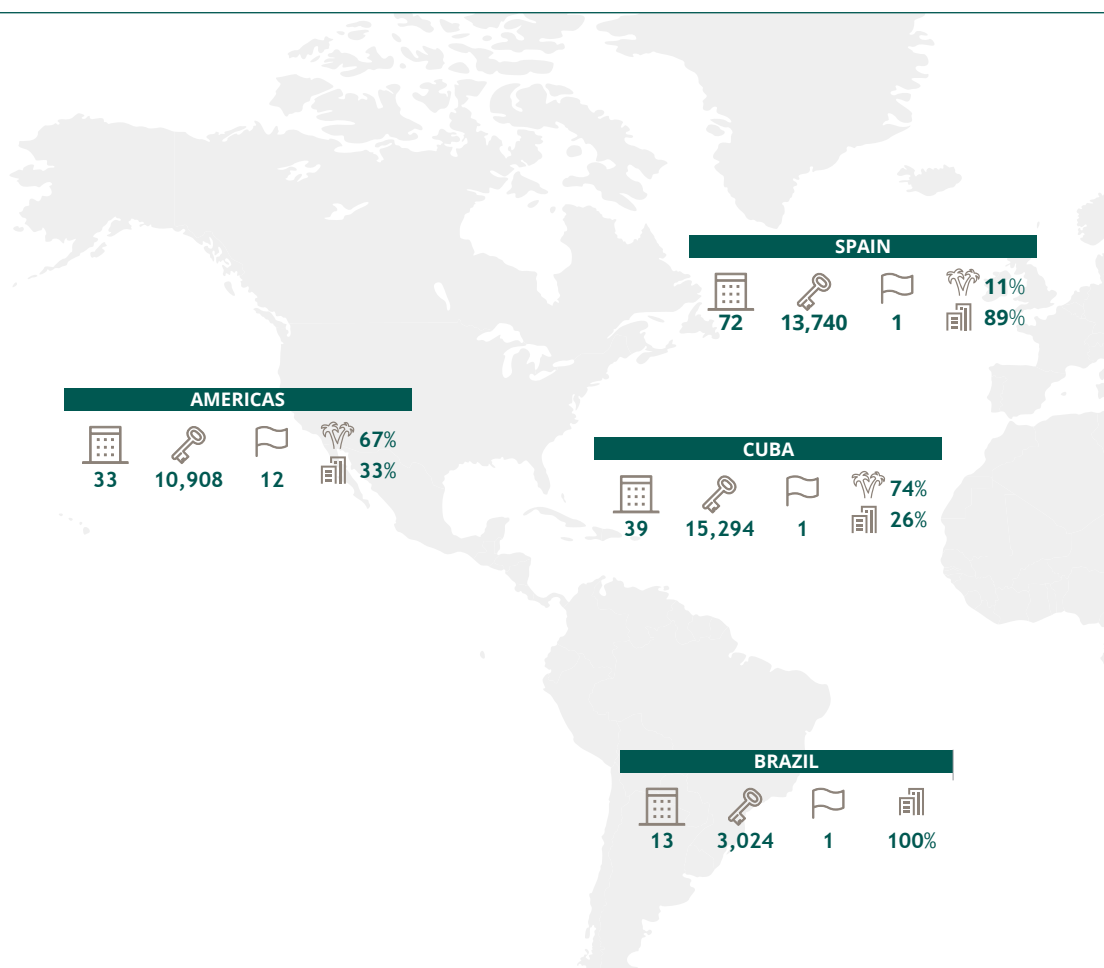 SPAIN
11%
72 13,740 1 89%
AMERICAS
67%
33 10,908 12 33%
CUBA
74%
39 15,294 1 26%
BRAZIL
13 3,024 1 100%